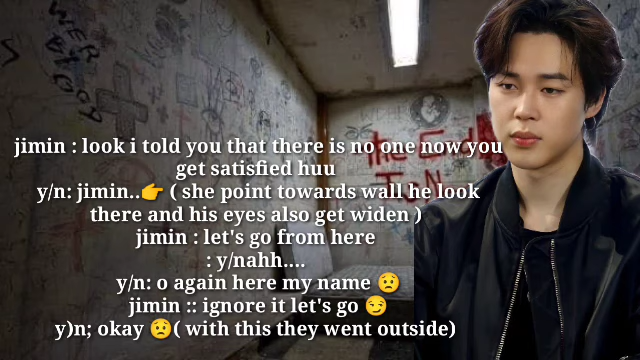 jimin : look i told you that there is no one now you
get satisfied huu
y/n: jimin..👉 ( she point towards wall he look
there and his eyes also get widen )
jimin : let's go from here
: y/nahh....
y/n: o again here my name 😟
jimin :: ignore it let's go 😏
y)n; okay 😟( with this they went outside)
the End